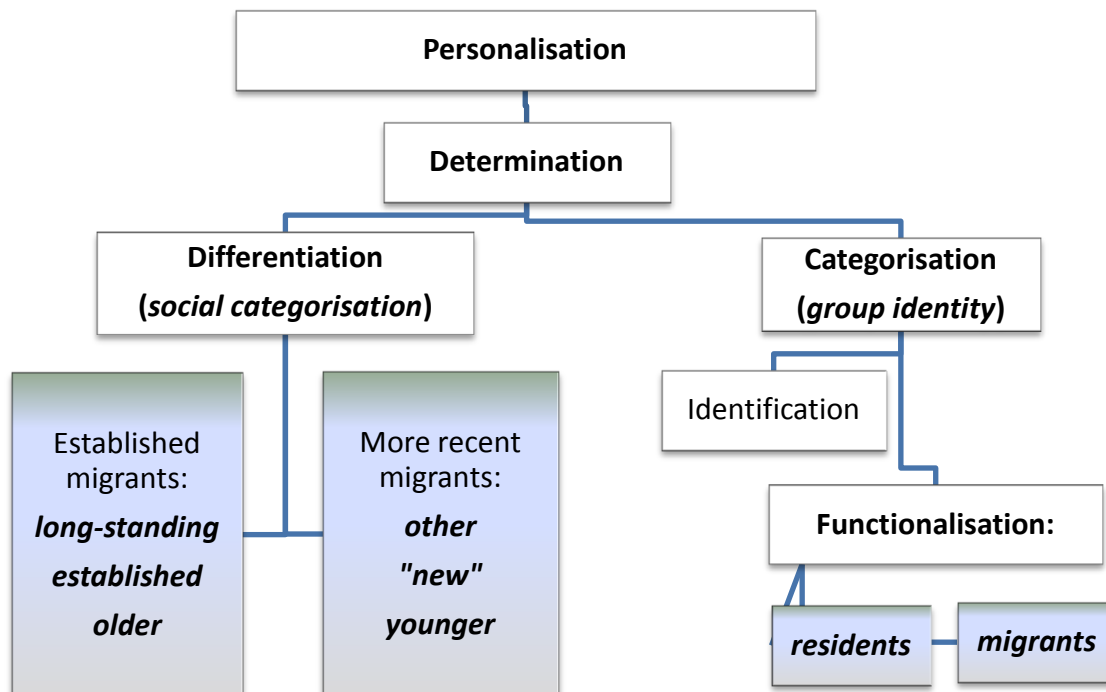 Personalisation
Determination
Differentiation
(social categorisation)
Categorisation
(group identity)
Established
migrants:
long-standing
established
older
More recent
migrants:
other
"new"
younger
Identification
Functionalisation:
residents
migrants